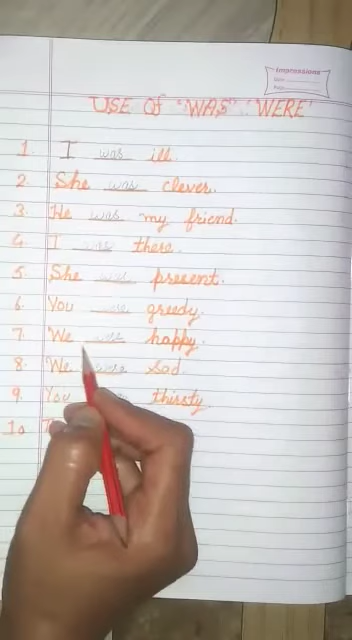 Impressions
USE Of "WAS" "WERE"
1. I was ill.
2. She was clever.
3. He was my friend.
4. I was there.
5. She was present.
6. You were greedy.
7. We were happy.
8. We were sad.
9. You thirsty
10